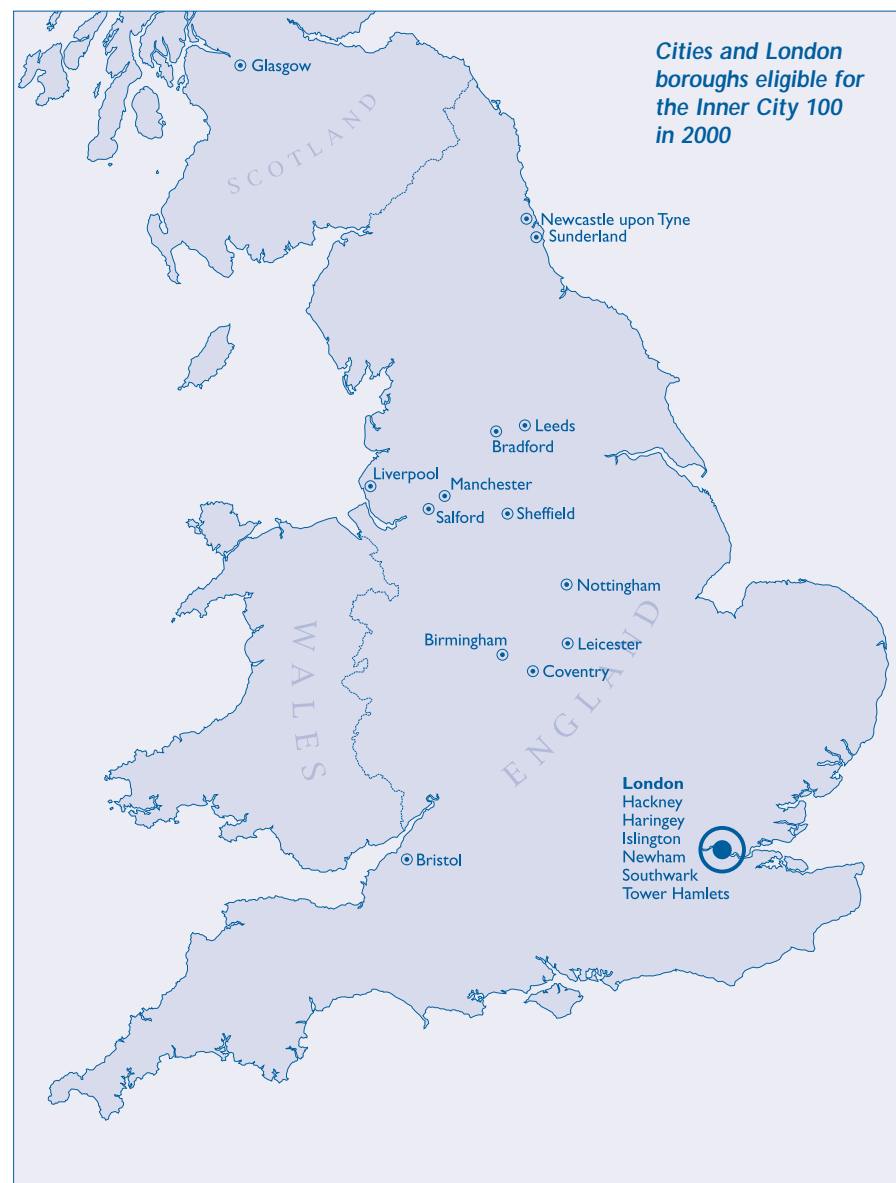 Cities and London
boroughs eligible for
the Inner City 100
in 2000
Glasgow
SCOTLAND
Newcastle upon Tyne
Sunderland
Leeds
Bradford
Liverpool
Manchester
Salford
Sheffield
Nottingham
WALES
Birmingham
Leicester
Coventry
ENGLAND
London
Hackney
Haringey
Islington
Newham
Southwark
Tower Hamlets
Bristol